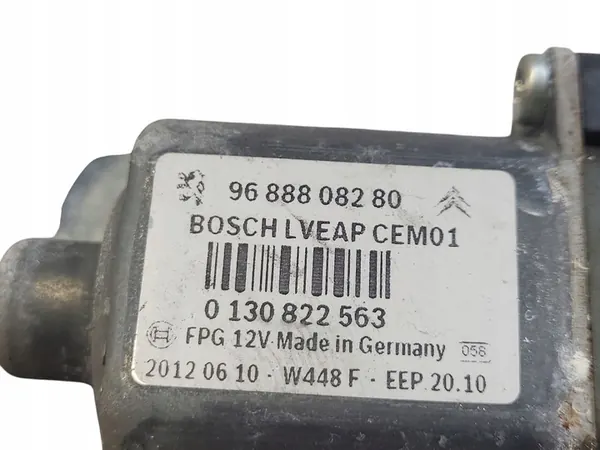 96 888 082 80
BOSCH LVEAP CEM01
0 130 822 563
FPG 12V Made in Germany 058
2012 06 10 - W448 F - EEP 20.10